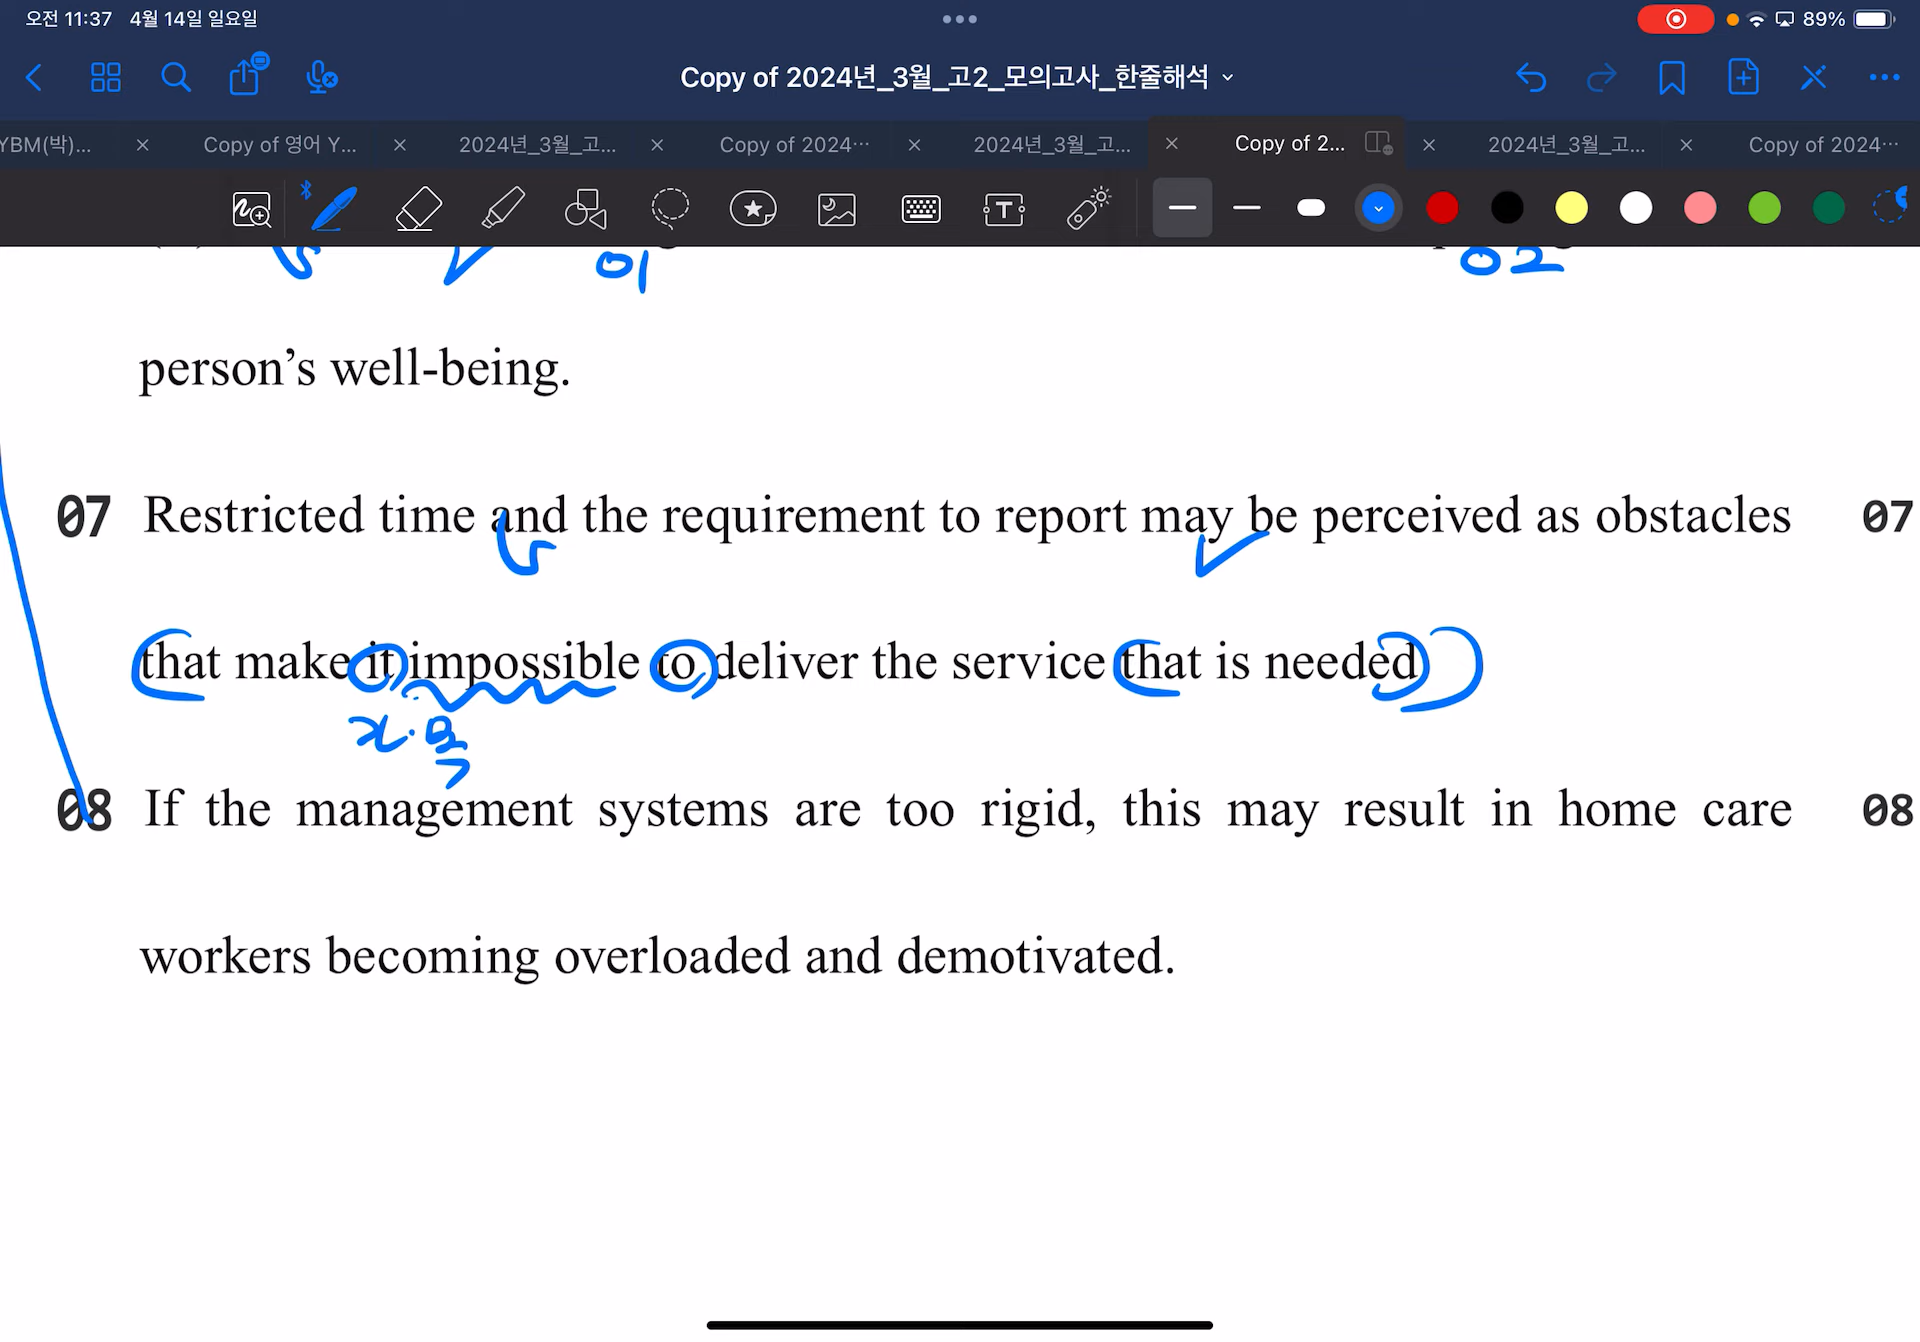 오전 11:37 4월 14일 일요일
89%
Copy of 2024년_3월_고2_모의고사_한줄해석
YBM(박)...
Copy of 영어 Y...
2024년_3월_고...
Copy of 2024...
2024년_3월_고...
Copy of 2...
2024년_3월_고...
Copy of 2024...
01
02
person's well-being.
07 Restricted time and the requirement to report may be perceived as obstacles 07
that make it impossible to deliver the service that is needed
08 If the management systems are too rigid, this may result in home care 08
workers becoming overloaded and demotivated.